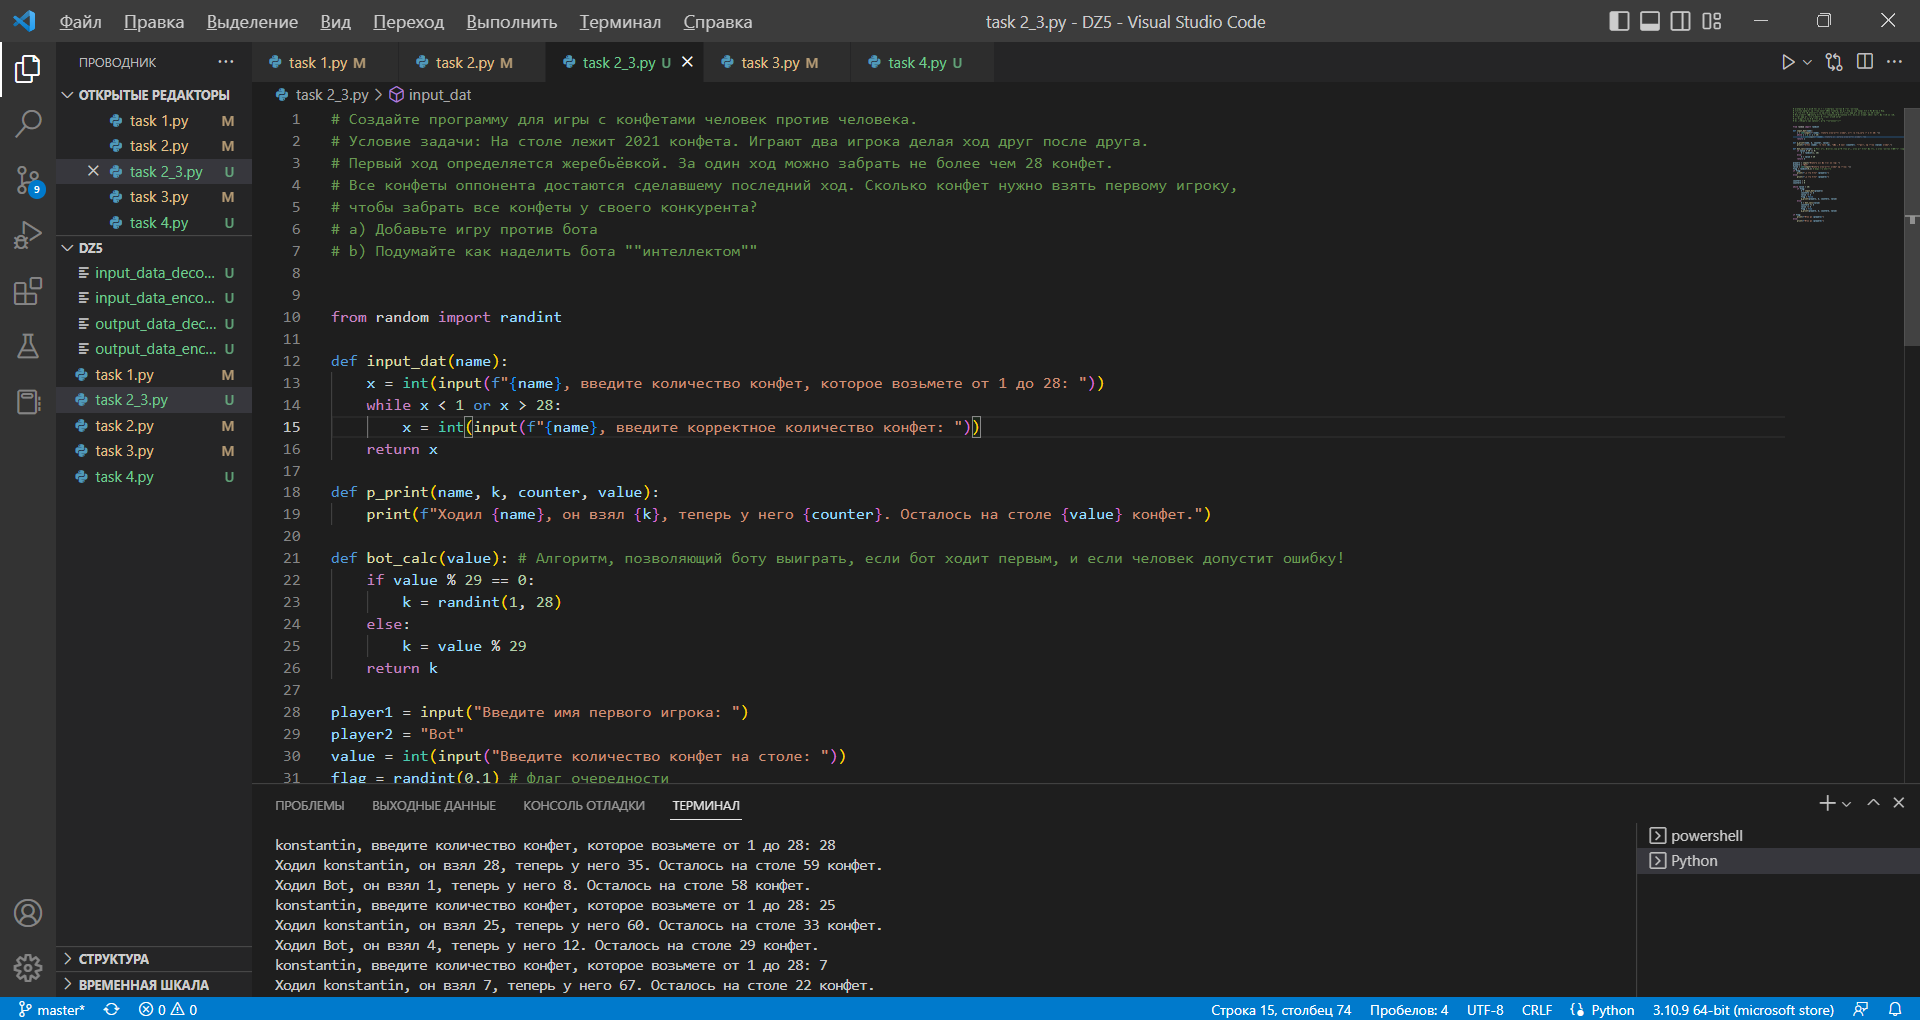 Файл Правка Выделение Вид Переход Выполнить Терминал Справка
task 2_3.py - DZ5 - Visual Studio Code
ПРОВОДНИК
ОТКРЫТЫЕ РЕДАКТОРЫ
task 1.py M
task 2.py M
task 2_3.py U
task 3.py M
task 4.py U
DZ5
input_data_deco... U
input_data_enco... U
output_data_dec... U
output_data_enc... U
task 1.py M
task 2_3.py U
task 2.py M
task 3.py M
task 4.py U
СТРУКТУРА
ВРЕМЕННАЯ ШКАЛА
9
task 1.py M task 2.py M task 2_3.py U task 3.py M task 4.py U
task 2_3.py > input_dat
1 # Создайте программу для игры с конфетами человек против человека.
2 # Условие задачи: На столе лежит 2021 конфета. Играют два игрока делая ход друг после друга.
3 # Первый ход определяется жеребьёвкой. За один ход можно забрать не более чем 28 конфет.
4 # Все конфеты оппонента достаются сделавшему последний ход. Сколько конфет нужно взять первому игроку,
5 # чтобы забрать все конфеты у своего конкурента?
6 # a) Добавьте игру против бота
7 # b) Подумайте как наделить бота ""интеллектом""
8
9
10 from random import randint
11
12 def input_dat(name):
13 x = int(input(f"{name}, введите количество конфет, которое возьмете от 1 до 28: "))
14 while x < 1 or x > 28:
15 x = int(input(f"{name}, введите корректное количество конфет: "))
16 return x
17
18 def p_print(name, k, counter, value):
19 print(f"Ходил {name}, он взял {k}, теперь у него {counter}. Осталось на столе {value} конфет.")
20
21 def bot_calc(value): # Алгоритм, позволяющий боту выиграть, если бот ходит первым, и если человек допустит ошибку!
22 if value % 29 == 0:
23 k = randint(1, 28)
24 else:
25 k = value % 29
26 return k
27
28 player1 = input("Введите имя первого игрока: ")
29 player2 = "Bot"
30 value = int(input("Введите количество конфет на столе: "))
31 flag = randint(0,1) # флаг очередности
ПРОБЛЕМЫ ВЫХОДНЫЕ ДАННЫЕ КОНСОЛЬ ОТЛАДКИ ТЕРМИНАЛ
konstantin, введите количество конфет, которое возьмете от 1 до 28: 28
Ходил konstantin, он взял 28, теперь у него 35. Осталось на столе 59 конфет.
Ходил Bot, он взял 1, теперь у него 8. Осталось на столе 58 конфет.
konstantin, введите количество конфет, которое возьмете от 1 до 28: 25
Ходил konstantin, он взял 25, теперь у него 60. Осталось на столе 33 конфет.
Ходил Bot, он взял 4, теперь у него 12. Осталось на столе 29 конфет.
konstantin, введите количество конфет, которое возьмете от 1 до 28: 7
Ходил konstantin, он взял 7, теперь у него 67. Осталось на столе 22 конфет.
powershell
Python
master* 0 0 Строка 15, столбец 74 Пробелов: 4 UTF-8 CRLF Python 3.10.9 64-bit (microsoft store)